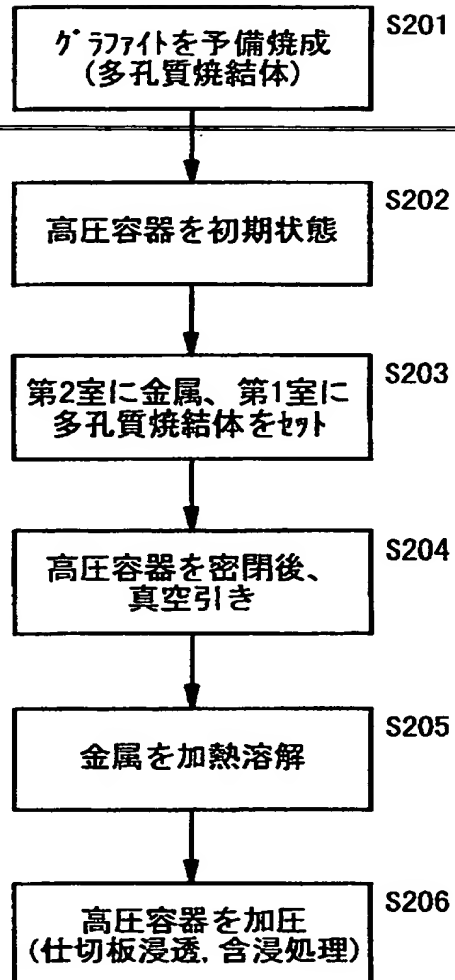 グラファイトを予備焼成
(多孔質焼結体)
S201
高圧容器を初期状態
S202
第2室に金属、第1室に
多孔質焼結体をｾｯﾄ
S203
高圧容器を密閉後、
真空引き
S204
金属を加熱溶解
S205
高圧容器を加圧
(仕切板浸透, 含浸処理)
S206